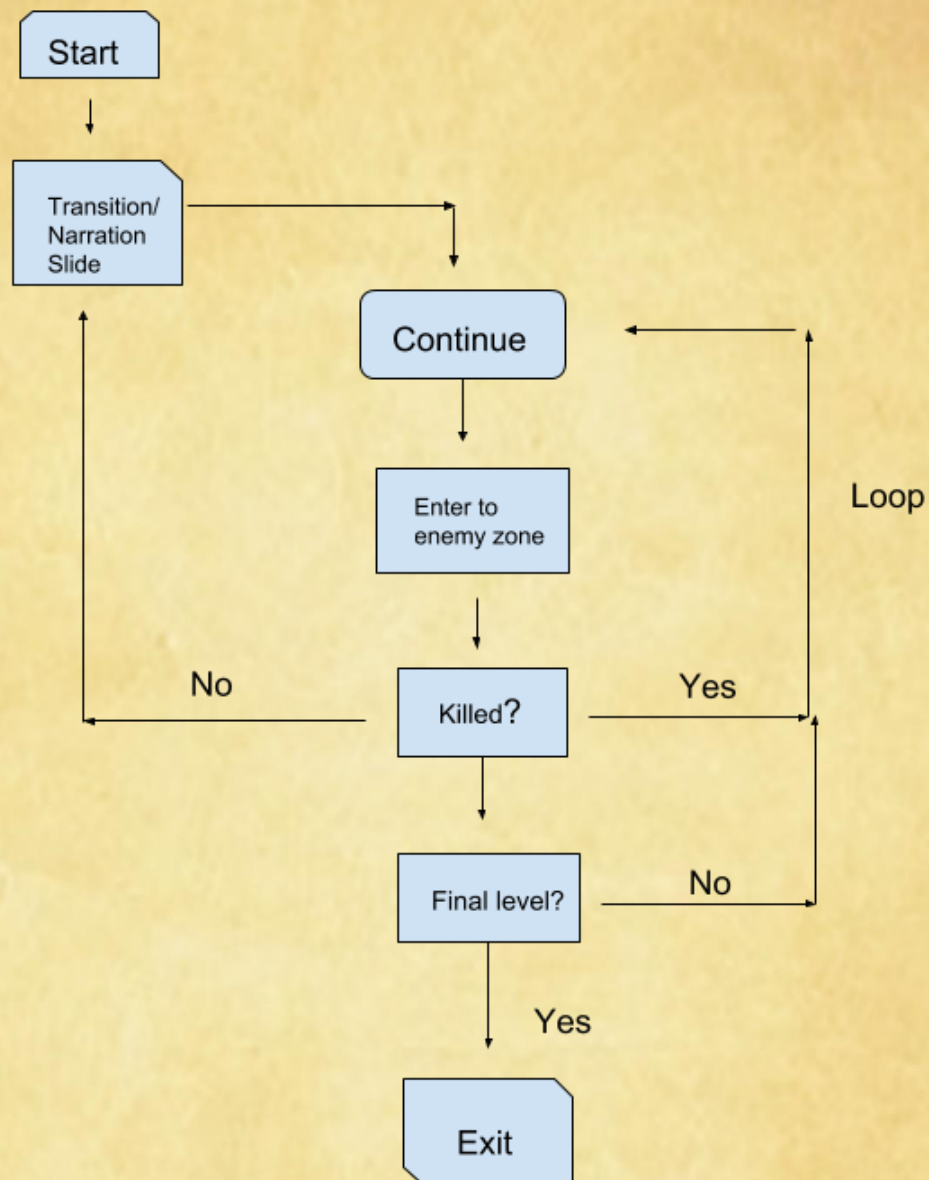 Start
Transition/
Narration
Slide
Continue
Enter to
enemy zone
Loop
No
Killed?
Yes
Final level?
No
Yes
Exit